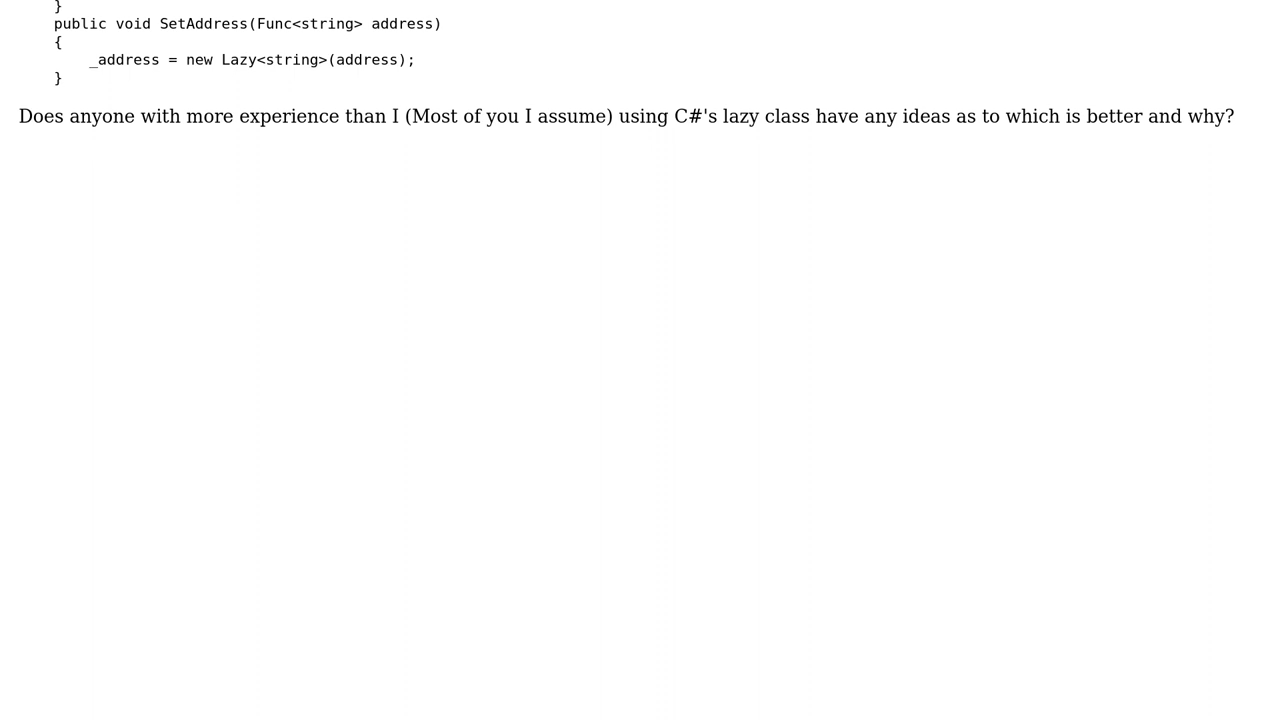 }
public void SetAddress(Func<string> address)
{
    _address = new Lazy<string>(address);
}
Does anyone with more experience than I (Most of you I assume) using C#'s lazy class have any ideas as to which is better and why?